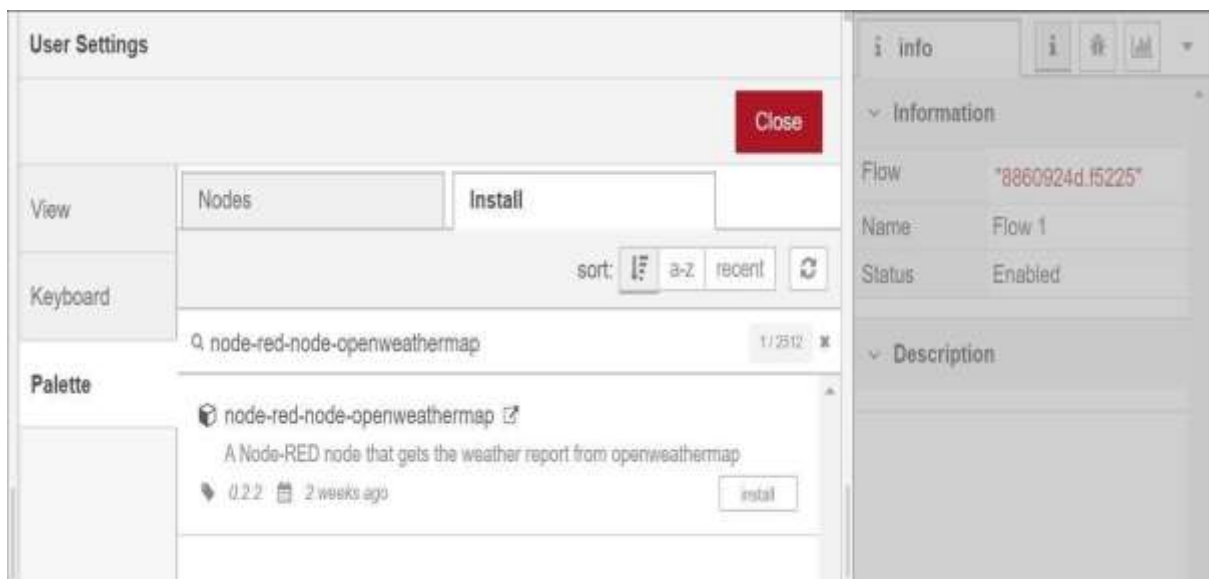 User Settings
Close
View
Keyboard
Palette
Nodes
Install
sort:
a-z
recent
node-red-node-openweathermap
1 / 2512
node-red-node-openweathermap
A Node-RED node that gets the weather report from openweathermap
0.2.2
2 weeks ago
install
info
Information
Flow
"8860924d.f5225"
Name
Flow 1
Status
Enabled
Description